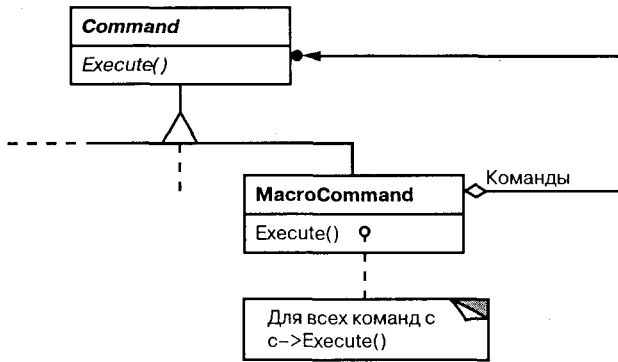 Command
Execute()
Команды
MacroCommand
Execute()
Для всех команд с
c->Execute()